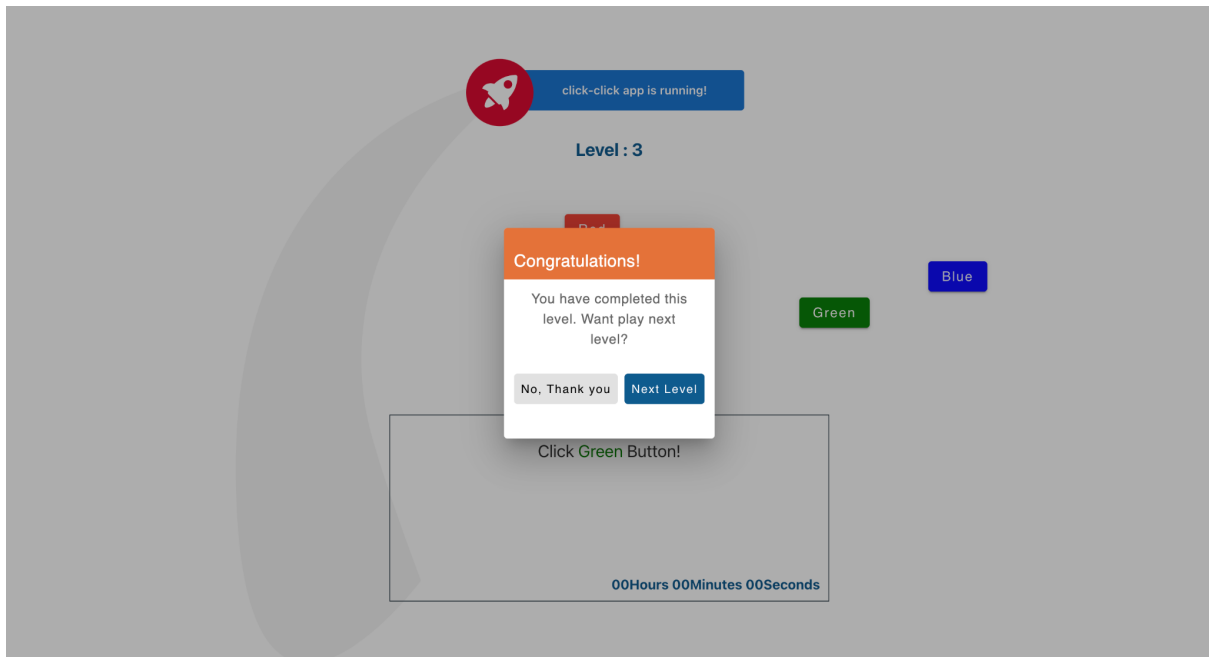 click-click app is running!
Level : 3
Red
Congratulations!
You have completed this
level. Want play next
level?
Blue
Green
No, Thank you
Next Level
Click Green Button!
00Hours 00Minutes 00Seconds